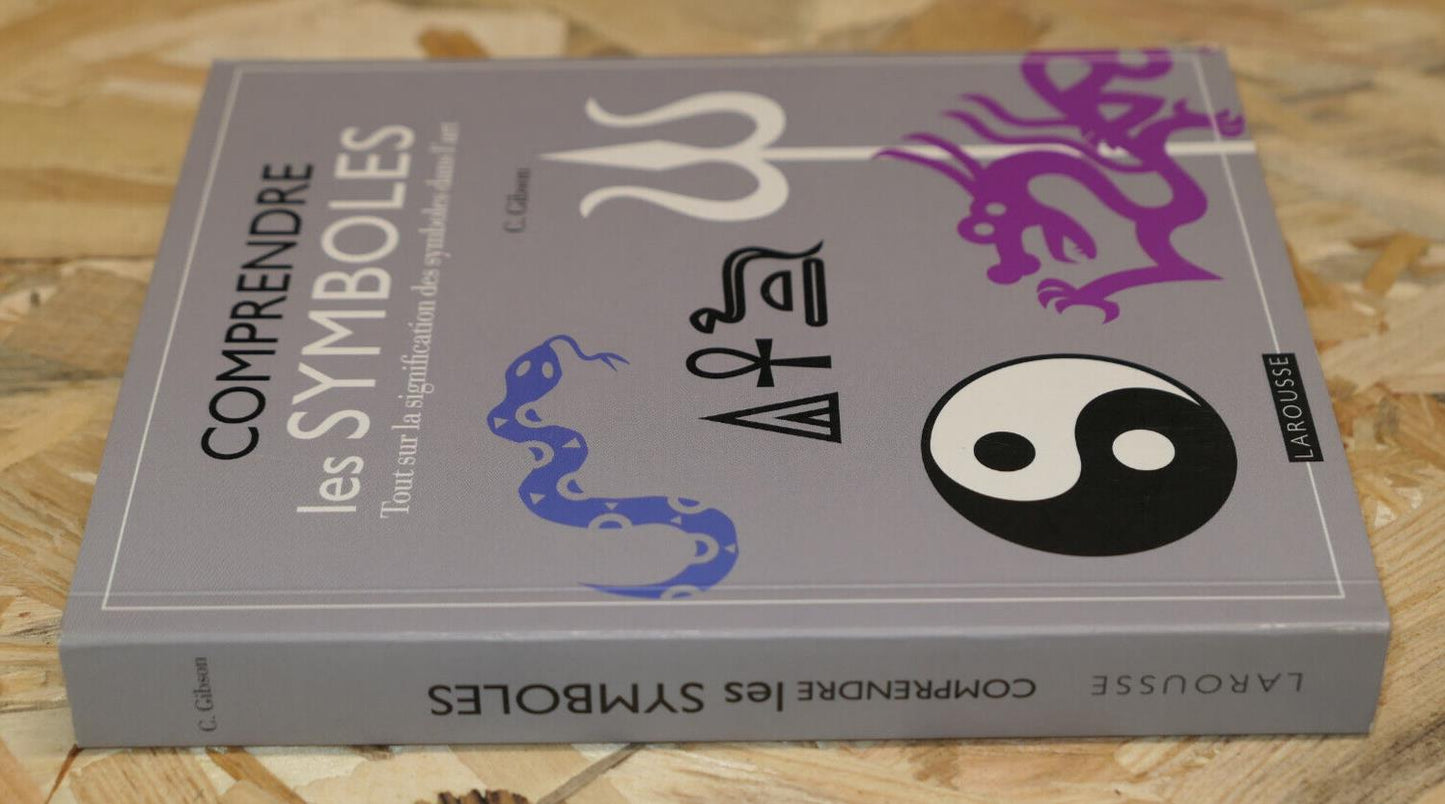 COMPRENDRE
les SYMBOLES
Tout sur la signification des symboles dans l'art
C. Gibson
LAROUSSE
C. Gibson
COMPRENDRE les SYMBOLES
LAROUSSE